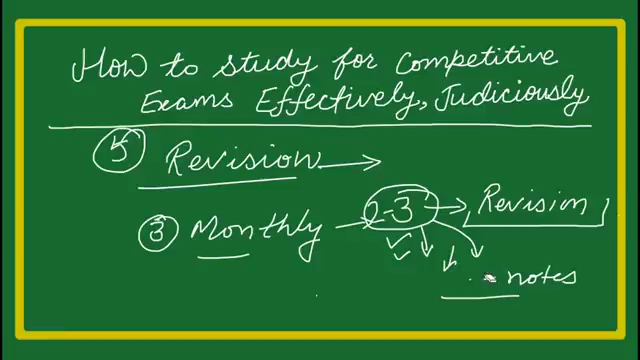 How to study for competitive
Exams Effectively, Judiciously
5 Revision →
3 Monthly → 2-3 → Revision
notes